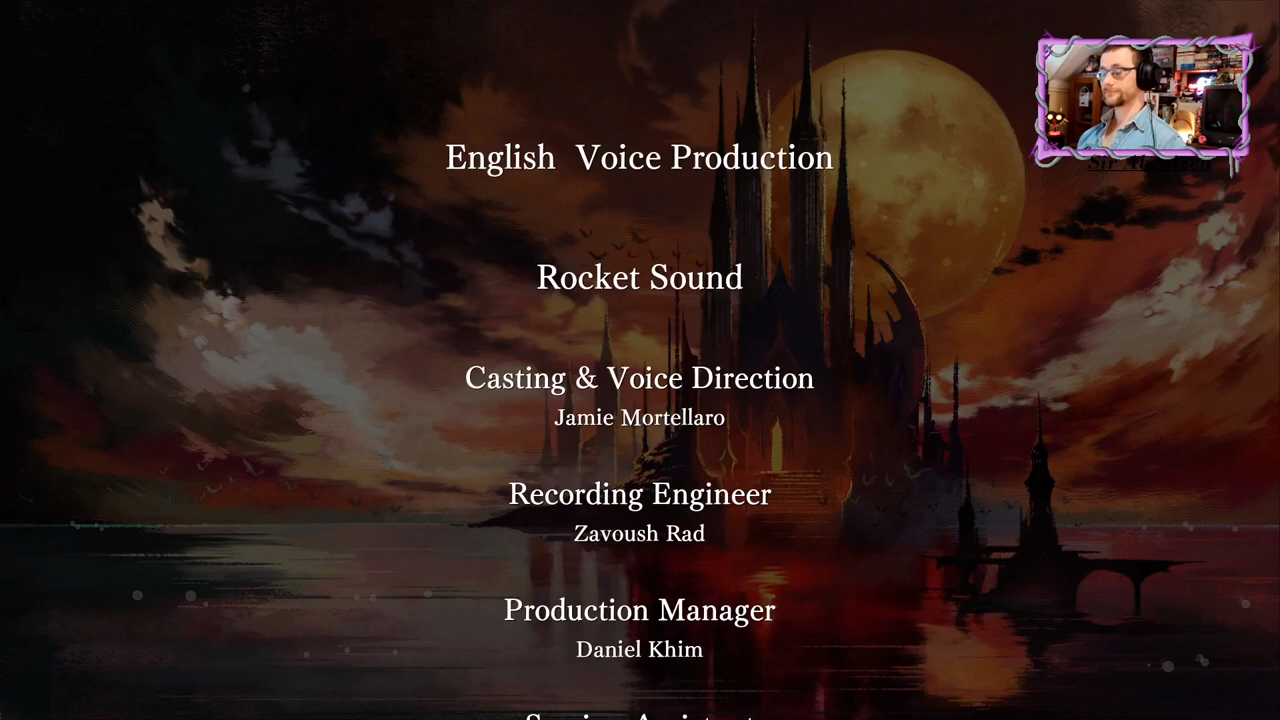 English  Voice Production
Rocket Sound
Casting & Voice Direction
Jamie Mortellaro
Recording Engineer
Zavoush Rad
Production Manager
Daniel Khim